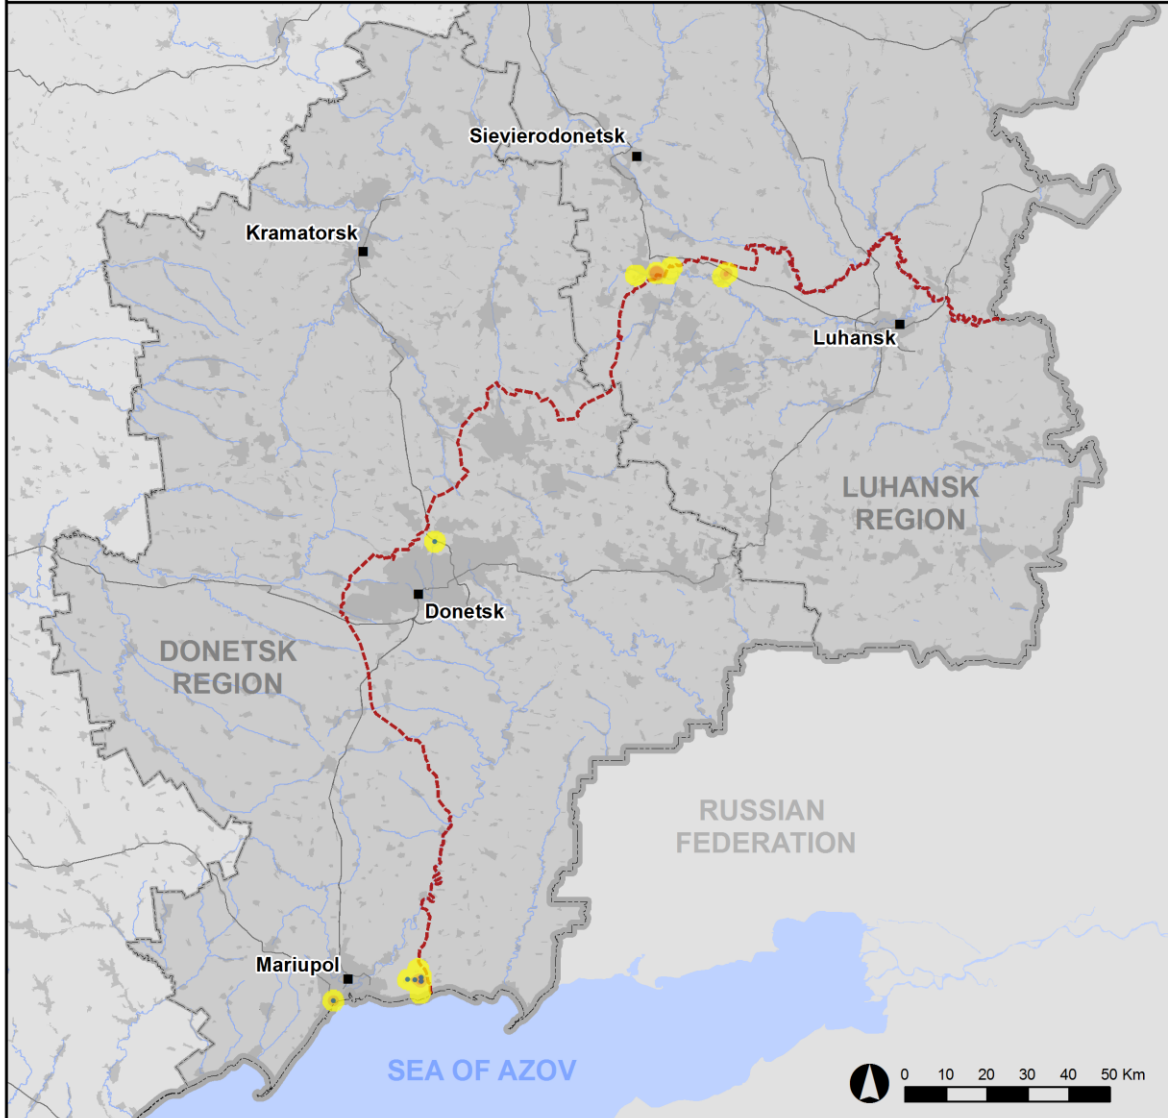 Sievierodonetsk
Kramatorsk
Luhansk
LUHANSK
REGION
Donetsk
DONETSK
REGION
RUSSIAN
FEDERATION
Mariupol
SEA OF AZOV
0 10 20 30 40 50 Km